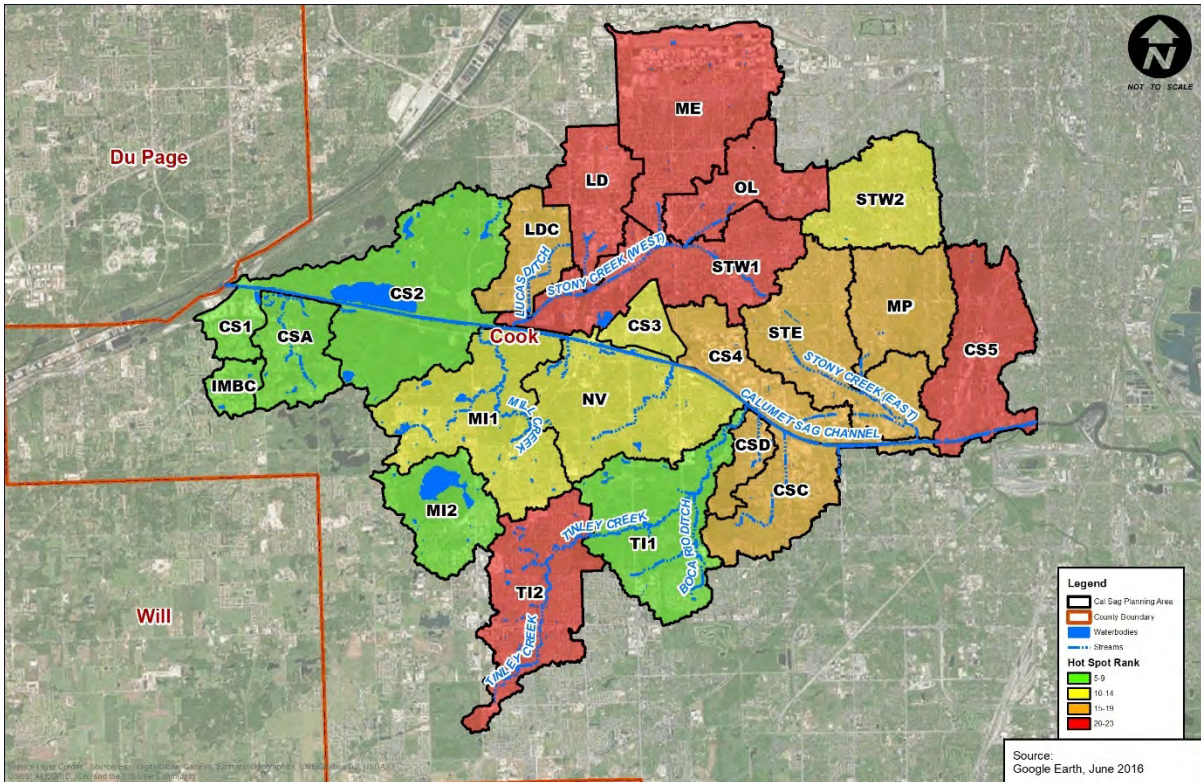 N
NOT TO SCALE
ME
Du Page
LD
OL
STW2
LDC
STONY CREEK (WEST)
STW1
LUCAS DITCH
CS2
CS1
CSA
Cook
CS3
STE
MP
CS4
CS5
IMBC
STONY CREEK (EAST)
NV
MI1
MILL CREEK
CALUMET SAG CHANNEL
CSD
CSC
MI2
TINLEY CREEK
TI1
BOCA RIO DITCH
TI2
Will
TINLEY CREEK
Legend
Cal Sag Planning Area
County Boundary
Waterbodies
Streams
Hot Spot Rank
5-9
10-14
15-19
20-23
Source:
Google Earth, June 2016